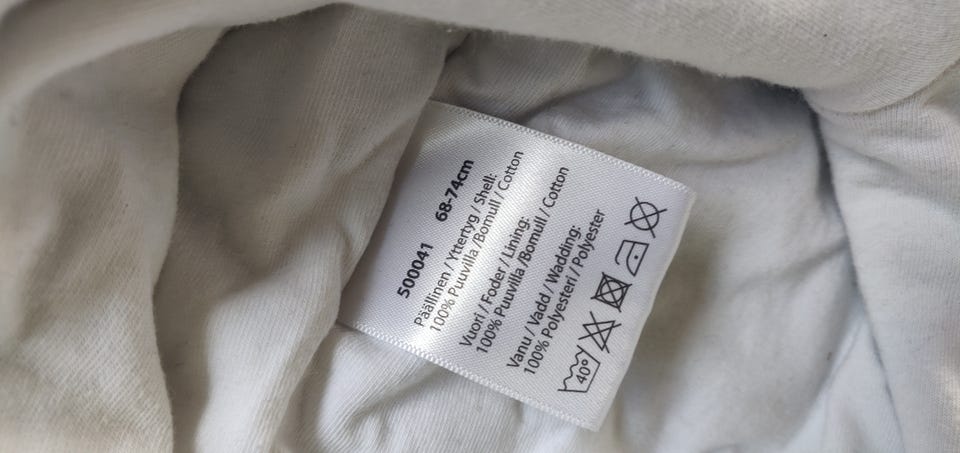 500041 68-74cm
Päällinen / Yttertyg / Shell:
100% Puuvilla /Bomull / Cotton
Vuori / Foder / Lining:
100% Puuvilla /Bomull / Cotton
Vanu / Vadd / Wadding:
100% Polyesteri / Polyester
40°